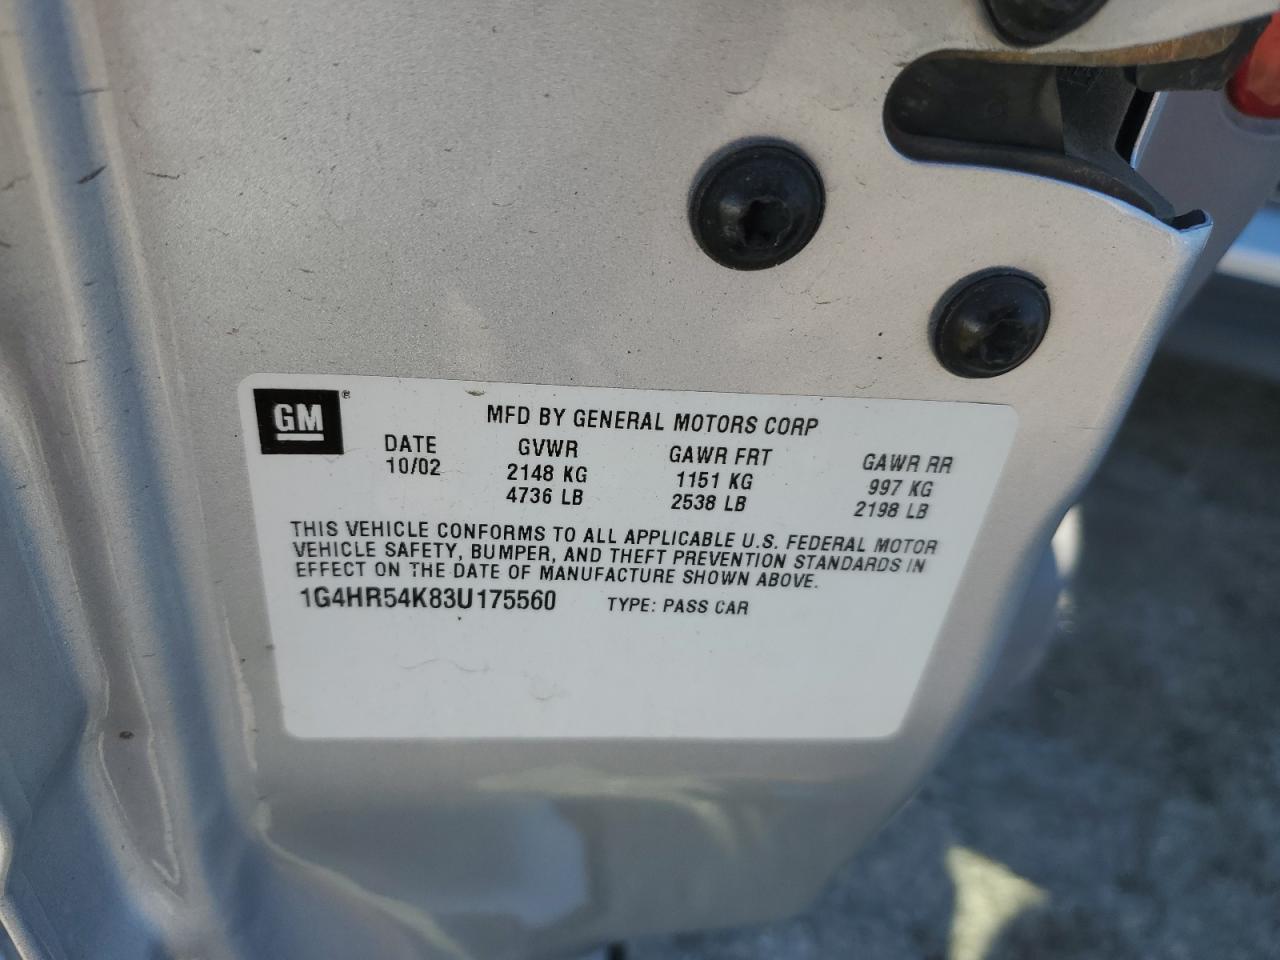 GM®
MFD BY GENERAL MOTORS CORP
DATE GVWR GAWR FRT GAWR RR
10/02 2148 KG 1151 KG 997 KG
4736 LB 2538 LB 2198 LB
THIS VEHICLE CONFORMS TO ALL APPLICABLE U.S. FEDERAL MOTOR
VEHICLE SAFETY, BUMPER, AND THEFT PREVENTION STANDARDS IN
EFFECT ON THE DATE OF MANUFACTURE SHOWN ABOVE.
1G4HR54K83U175560 TYPE: PASS CAR